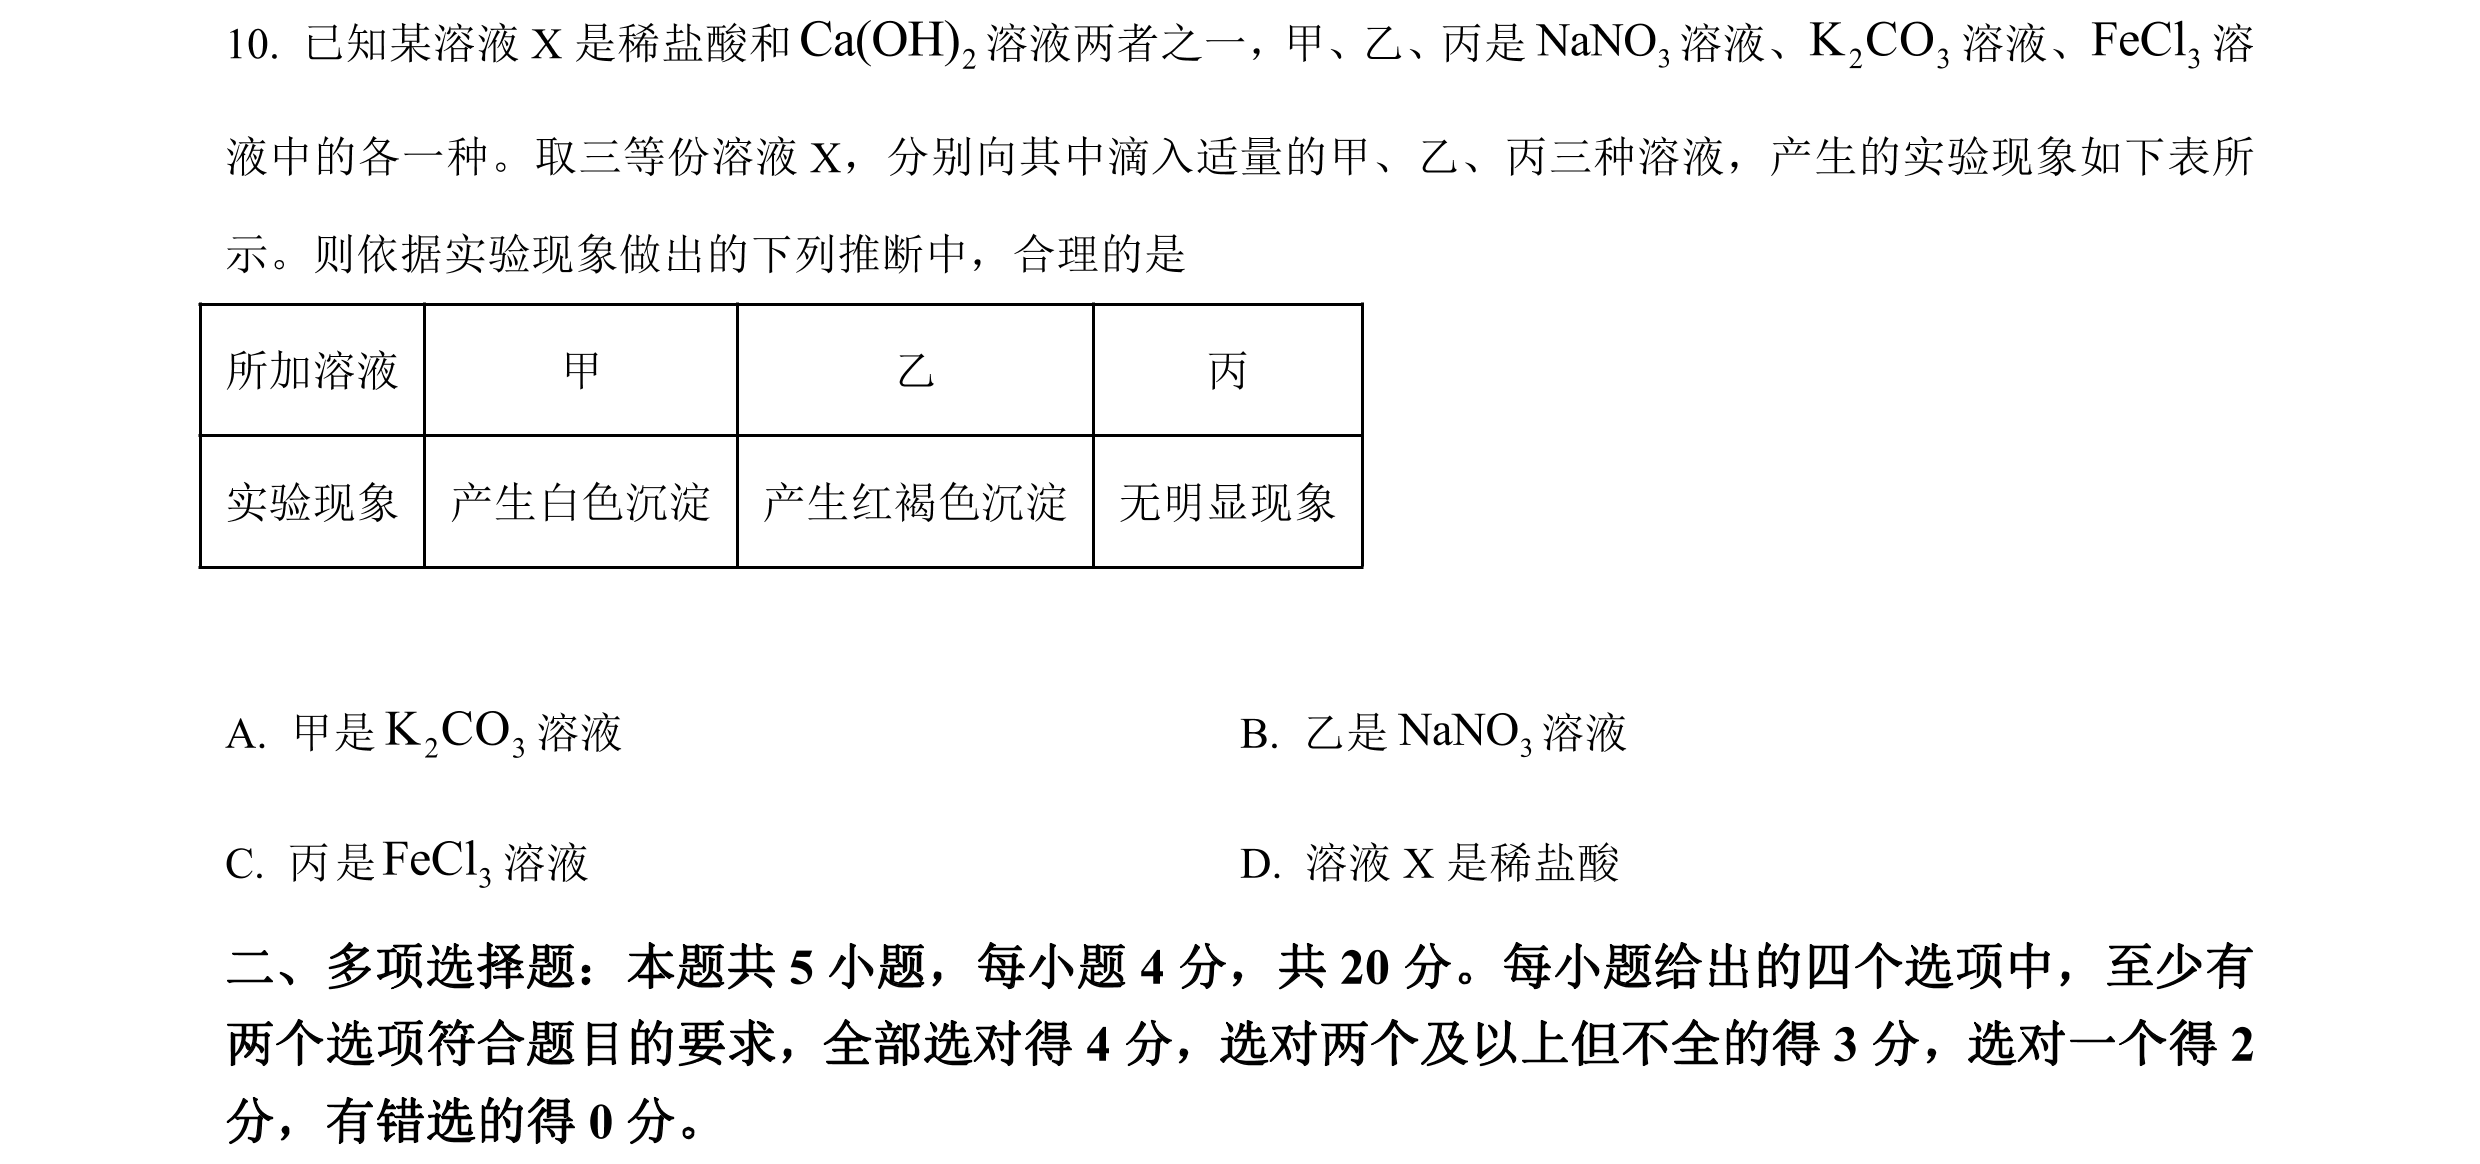 10. 已知某溶液 X 是稀盐酸和 Ca(OH)₂ 溶液两者之一，甲、乙、丙是 NaNO₃ 溶液、K₂CO₃ 溶液、FeCl₃ 溶
液中的各一种。取三等份溶液 X，分别向其中滴入适量的甲、乙、丙三种溶液，产生的实验现象如下表所
示。则依据实验现象做出的下列推断中，合理的是
所加溶液 甲 乙 丙
实验现象 产生白色沉淀 产生红褐色沉淀 无明显现象
A. 甲是 K₂CO₃ 溶液 B. 乙是 NaNO₃ 溶液
C. 丙是 FeCl₃ 溶液 D. 溶液 X 是稀盐酸
二、多项选择题：本题共 5 小题，每小题 4 分，共 20 分。每小题给出的四个选项中，至少有
两个选项符合题目的要求，全部选对得 4 分，选对两个及以上但不全的得 3 分，选对一个得 2
分，有错选的得 0 分。